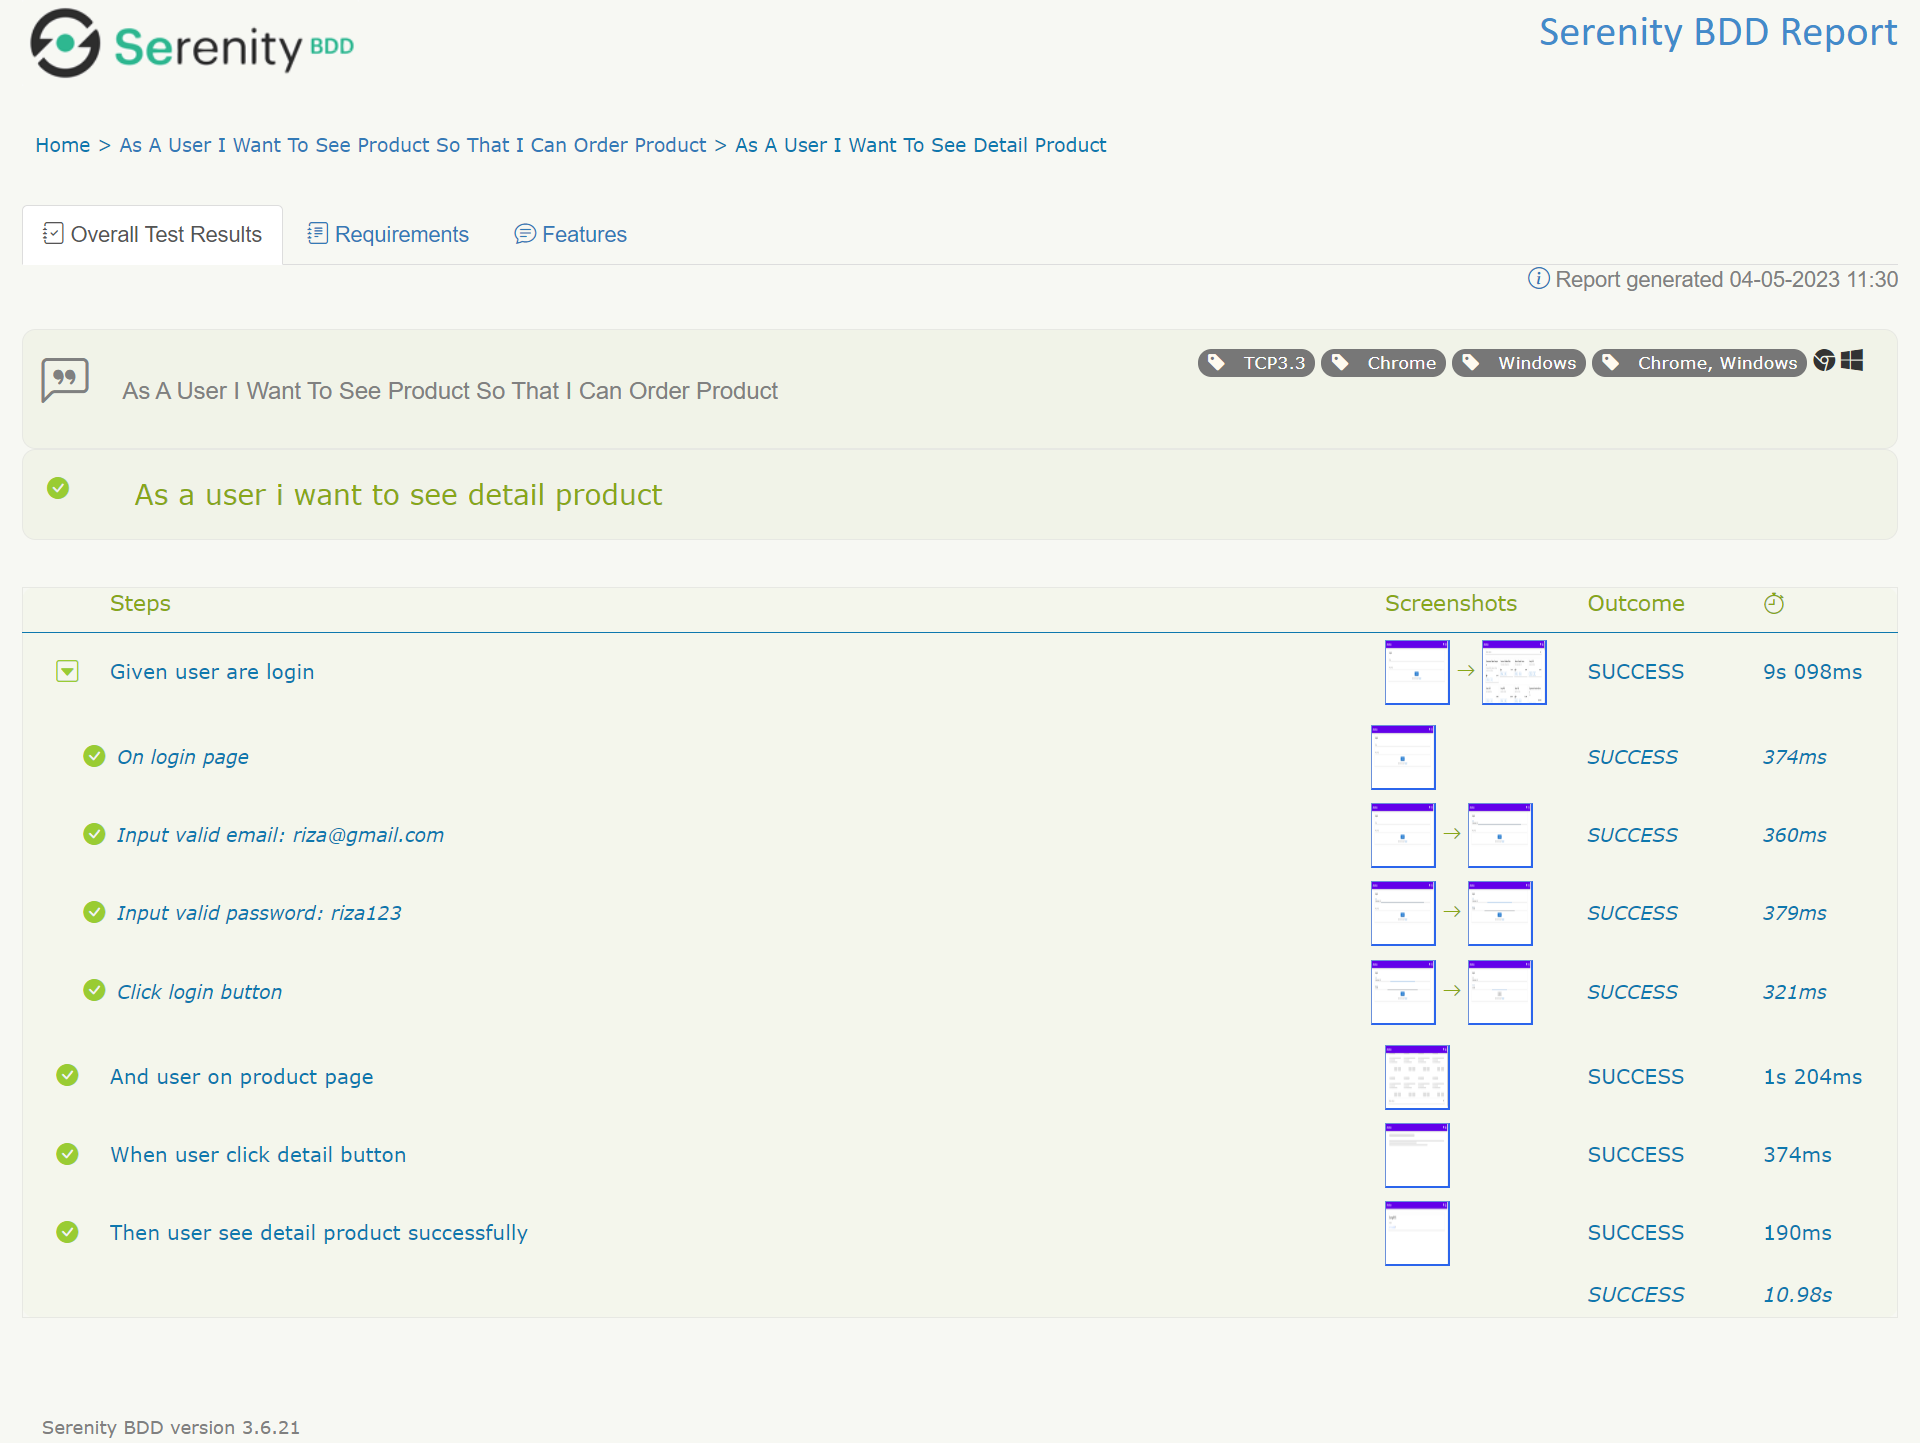 Serenity BDD
Serenity BDD Report
Home > As A User I Want To See Product So That I Can Order Product > As A User I Want To See Detail Product
Overall Test Results
Requirements
Features
Report generated 04-05-2023 11:30
TCP3.3
Chrome
Windows
Chrome, Windows
As A User I Want To See Product So That I Can Order Product
As a user i want to see detail product
Steps Screenshots Outcome
Given user are login SUCCESS 9s 098ms
On login page SUCCESS 374ms
Input valid email: riza@gmail.com SUCCESS 360ms
Input valid password: riza123 SUCCESS 379ms
Click login button SUCCESS 321ms
And user on product page SUCCESS 1s 204ms
When user click detail button SUCCESS 374ms
Then user see detail product successfully SUCCESS 190ms
SUCCESS 10.98s
Serenity BDD version 3.6.21